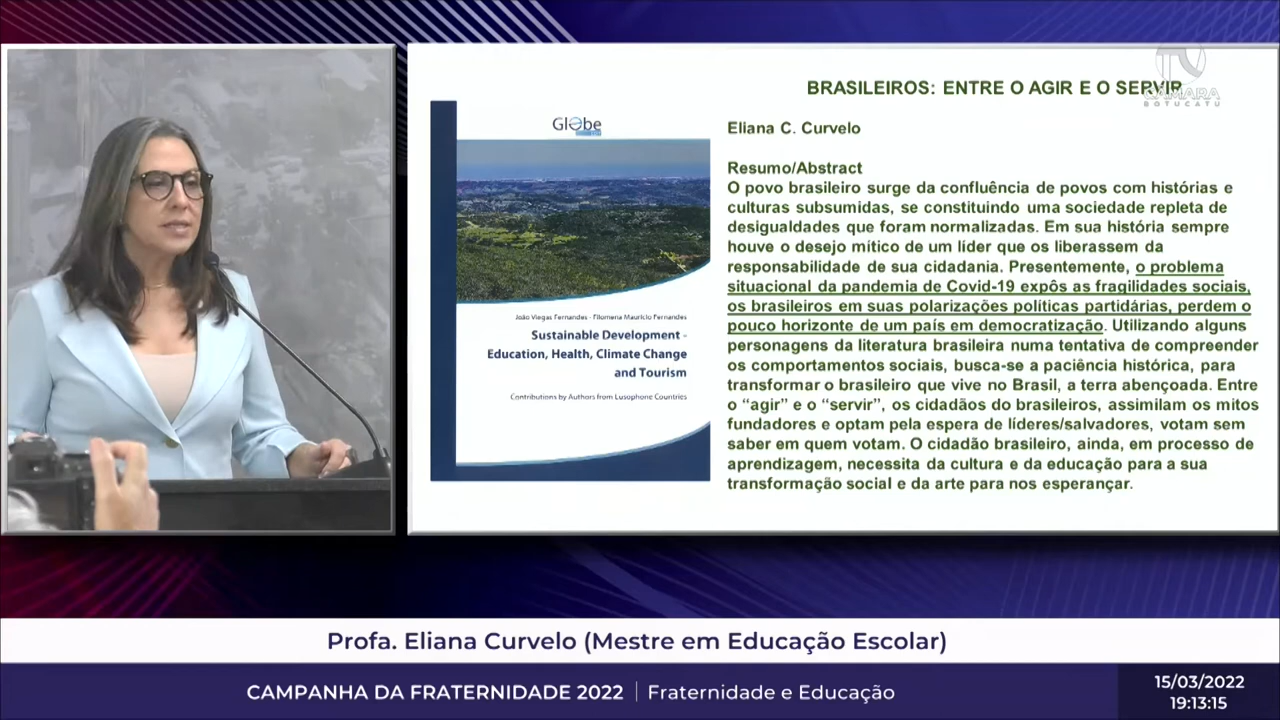 BRASILEIROS: ENTRE O AGIR E O SERVIR
CÂMARA
BOTUCATU
Eliana C. Curvelo
Resumo/Abstract
O povo brasileiro surge da confluência de povos com histórias e
culturas subsumidas, se constituindo uma sociedade repleta de
desigualdades que foram normalizadas. Em sua história sempre
houve o desejo mítico de um líder que os liberassem da
responsabilidade de sua cidadania. Presentemente, o problema
situacional da pandemia de Covid-19 expôs as fragilidades sociais,
os brasileiros em suas polarizações políticas partidárias, perdem o
pouco horizonte de um país em democratização. Utilizando alguns
personagens da literatura brasileira numa tentativa de compreender
os comportamentos sociais, busca-se a paciência histórica, para
transformar o brasileiro que vive no Brasil, a terra abençoada. Entre
o “agir” e o “servir”, os cidadãos do brasileiros, assimilam os mitos
fundadores e optam pela espera de líderes/salvadores, votam sem
saber em quem votam. O cidadão brasileiro, ainda, em processo de
aprendizagem, necessita da cultura e da educação para a sua
transformação social e da arte para nos esperançar.
Globe
João Viegas Fernandes - Filomena Maurício Fernandes
Sustainable Development -
Education, Health, Climate Change
and Tourism
Contributions by Authors from Lusophone Countries
Profa. Eliana Curvelo (Mestre em Educação Escolar)
CAMPANHA DA FRATERNIDADE 2022 | Fraternidade e Educação
15/03/2022
19:13:15